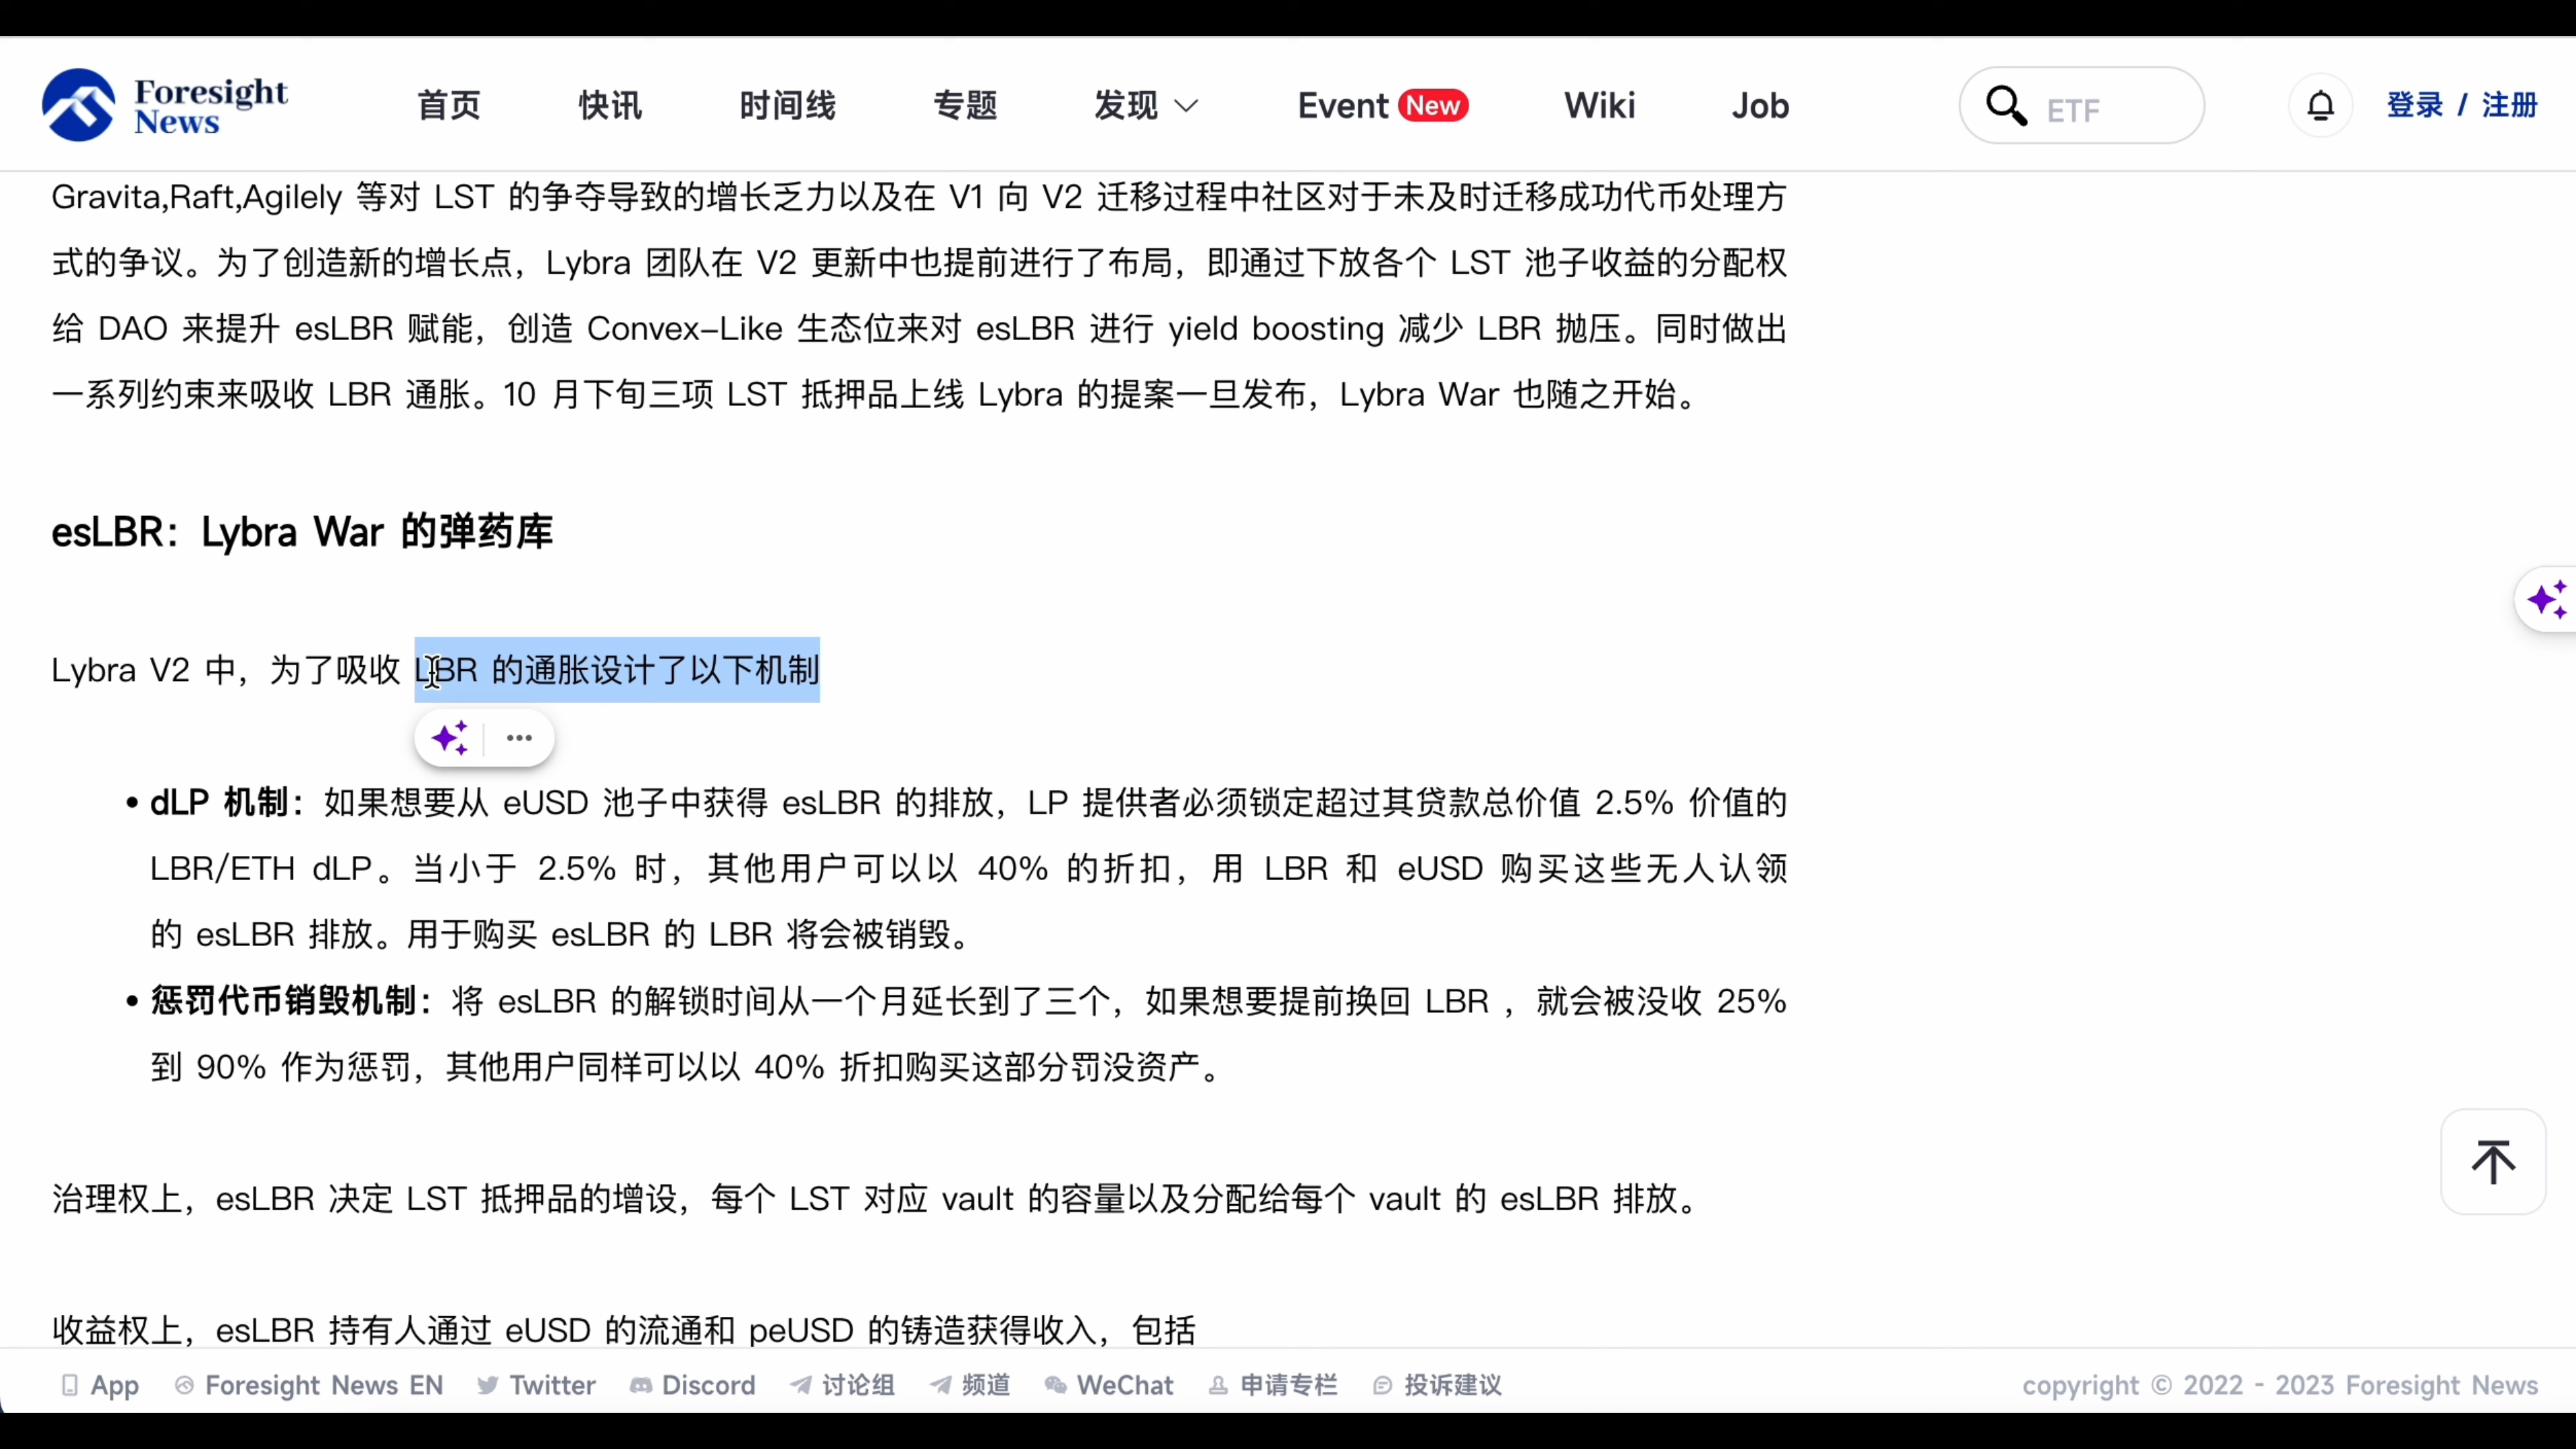 Foresight News
首页
快讯
时间线
专题
发现
Event New
Wiki
Job
ETF
登录 / 注册
Gravita,Raft,Agilely 等对 LST 的争夺导致的增长乏力以及在 V1 向 V2 迁移过程中社区对于未及时迁移成功代币处理方
式的争议。为了创造新的增长点，Lybra 团队在 V2 更新中也提前进行了布局，即通过下放各个 LST 池子收益的分配权
给 DAO 来提升 esLBR 赋能，创造 Convex-Like 生态位来对 esLBR 进行 yield boosting 减少 LBR 抛压。同时做出
一系列约束来吸收 LBR 通胀。10 月下旬三项 LST 抵押品上线 Lybra 的提案一旦发布，Lybra War 也随之开始。
esLBR：Lybra War 的弹药库
Lybra V2 中，为了吸收 LBR 的通胀设计了以下机制
• dLP 机制：如果想要从 eUSD 池子中获得 esLBR 的排放，LP 提供者必须锁定超过其贷款总价值 2.5% 价值的
LBR/ETH dLP。当小于 2.5% 时，其他用户可以以 40% 的折扣，用 LBR 和 eUSD 购买这些无人认领
的 esLBR 排放。用于购买 esLBR 的 LBR 将会被销毁。
• 惩罚代币销毁机制：将 esLBR 的解锁时间从一个月延长到了三个，如果想要提前换回 LBR ，就会被没收 25%
到 90% 作为惩罚，其他用户同样可以以 40% 折扣购买这部分罚没资产。
治理权上，esLBR 决定 LST 抵押品的增设，每个 LST 对应 vault 的容量以及分配给每个 vault 的 esLBR 排放。
收益权上，esLBR 持有人通过 eUSD 的流通和 peUSD 的铸造获得收入，包括
App
Foresight News EN
Twitter
Discord
讨论组
频道
WeChat
申请专栏
投诉建议
copyright © 2022 - 2023 Foresight News